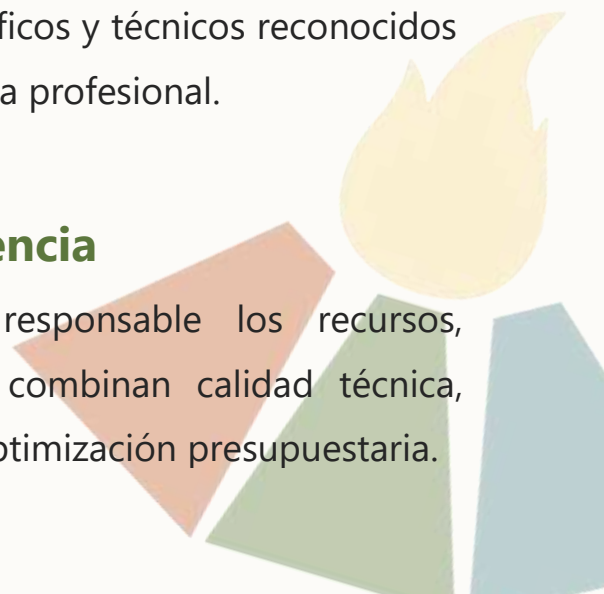 ficos y técnicos reconocidos
a profesional.
encia
responsable los recursos,
combinan calidad técnica,
optimización presupuestaria.